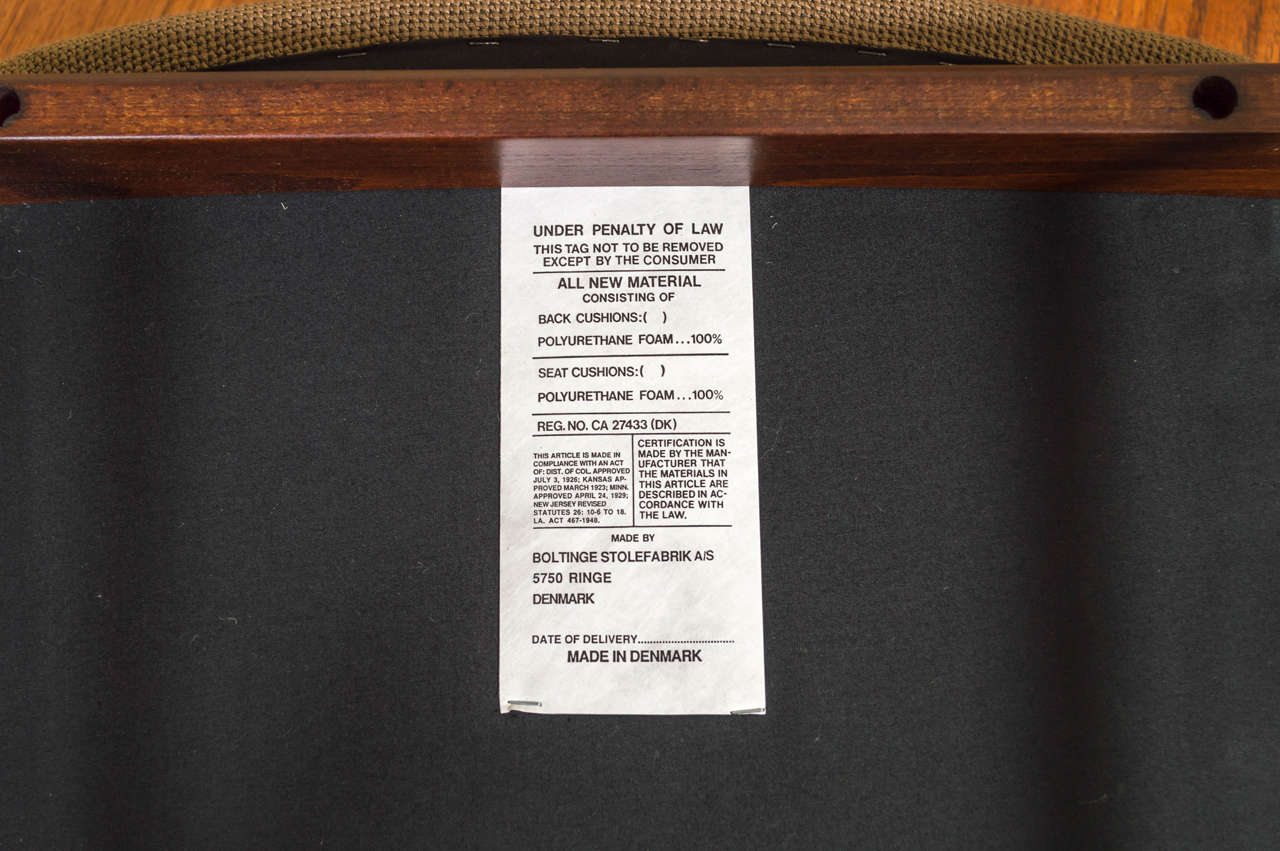 UNDER PENALTY OF LAW
THIS TAG NOT TO BE REMOVED
EXCEPT BY THE CONSUMER
ALL NEW MATERIAL
CONSISTING OF
BACK CUSHIONS:( )
POLYURETHANE FOAM...100%
SEAT CUSHIONS:( )
POLYURETHANE FOAM...100%
REG. NO. CA 27433 (DK)
THIS ARTICLE IS MADE IN
COMPLIANCE WITH AN ACT
OF: DIST. OF COL. APPROVED
JULY 3, 1926; KANSAS AP-
PROVED MARCH 1923; MINN.
APPROVED APRIL 24, 1929;
NEW JERSEY REVISED
STATUTES 26: 10-6 TO 18.
LA. ACT 467-1948.
CERTIFICATION IS
MADE BY THE MAN-
UFACTURER THAT
THE MATERIALS IN
THIS ARTICLE ARE
DESCRIBED IN AC-
CORDANCE WITH
THE LAW.
MADE BY
BOLTINGE STOLEFABRIK A/S
5750 RINGE
DENMARK
DATE OF DELIVERY...............................
MADE IN DENMARK